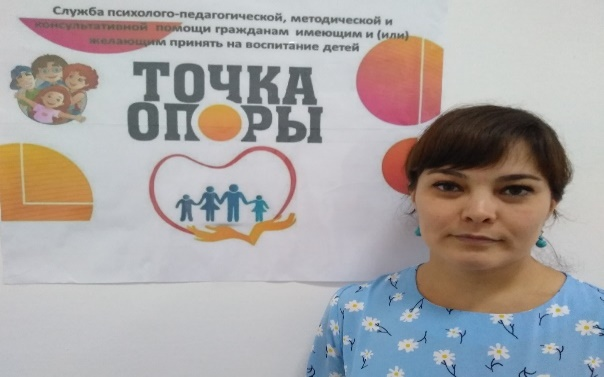 Служба психолого-педагогической, методической и
консультативной помощи гражданам имеющим и (или)
желающим принять на воспитание детей
ТОЧКА
ОПОРЫ